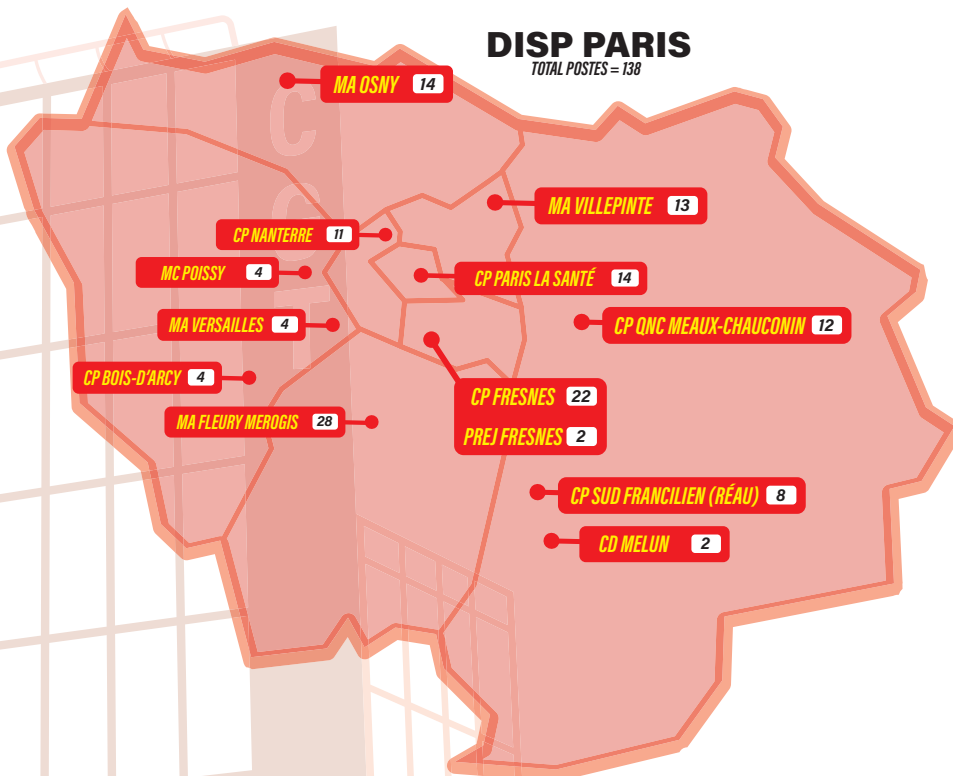 DISP PARIS
TOTAL POSTES = 138
MA OSNY 14
MA VILLEPINTE 13
CP NANTERRE 11
MC POISSY 4
CP PARIS LA SANTÉ 14
MA VERSAILLES 4
CP QNC MEAUX-CHAUCONIN 12
CP BOIS-D'ARCY 4
CP FRESNES 22
MA FLEURY MEROGIS 28
PREJ FRESNES 2
CP SUD FRANCILIEN (RÉAU) 8
CD MELUN 2
CGT